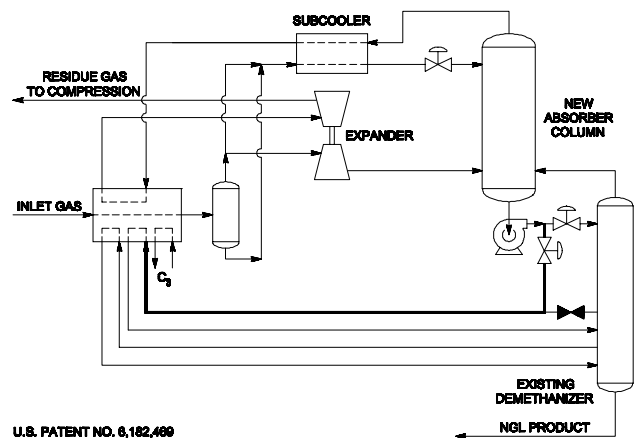 SUBCOOLER
RESIDUE GAS
TO COMPRESSION
NEW
ABSORBER
COLUMN
EXPANDER
INLET GAS
C3
EXISTING
DEMETHANIZER
NGL PRODUCT
U.S. PATENT NO. 6,182,469